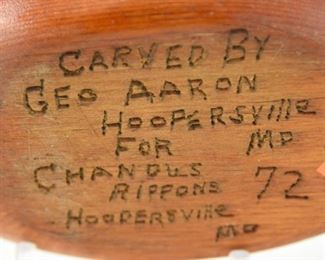 CARVED BY
GEO AARON
HOOPERSVILLE
FOR MD
CHANDUS 72
RIPPONS
HOOPERSVILLE
MD